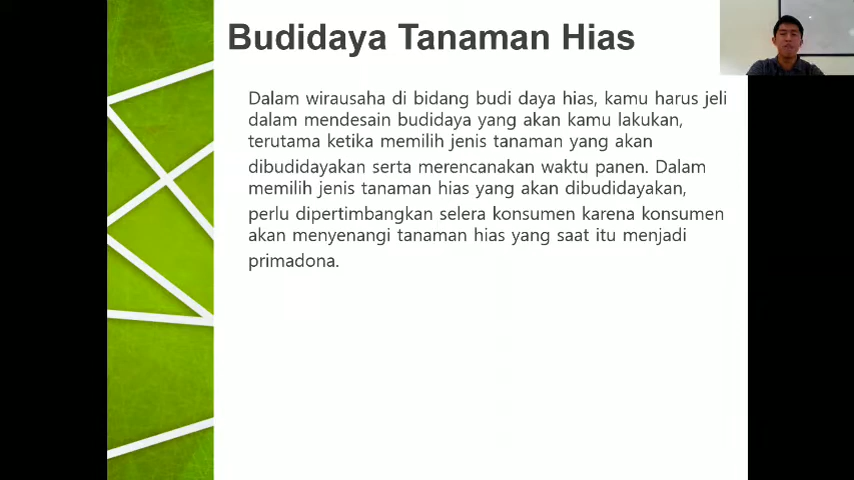 Budidaya Tanaman Hias
Dalam wirausaha di bidang budi daya hias, kamu harus jeli
dalam mendesain budidaya yang akan kamu lakukan,
terutama ketika memilih jenis tanaman yang akan
dibudidayakan serta merencanakan waktu panen. Dalam
memilih jenis tanaman hias yang akan dibudidayakan,
perlu dipertimbangkan selera konsumen karena konsumen
akan menyenangi tanaman hias yang saat itu menjadi
primadona.